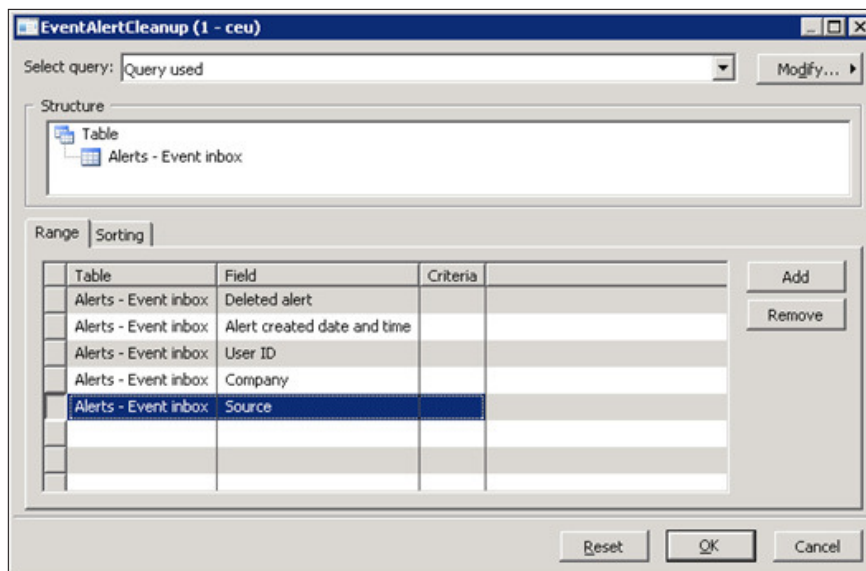 EventAlertCleanup (1 - ceu)
Select query: Query used Modify...
Structure
Table
Alerts - Event inbox
Range Sorting
Table Field Criteria
Alerts - Event inbox Deleted alert
Alerts - Event inbox Alert created date and time
Alerts - Event inbox User ID
Alerts - Event inbox Company
Alerts - Event inbox Source
Add
Remove
Reset OK Cancel